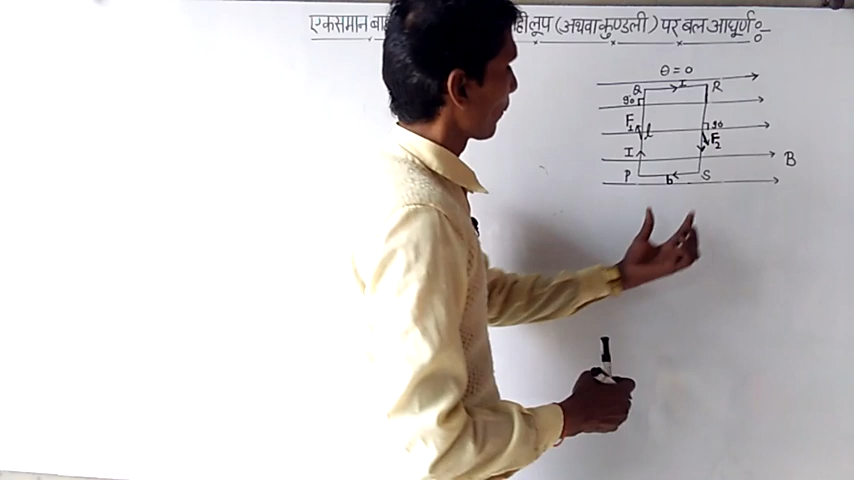 एकसमान लूप (अथवा कुण्डली) पर बल आघूर्ण :-
θ = 0
Q R
90
F₁ l 90
F₂
I B
P b S